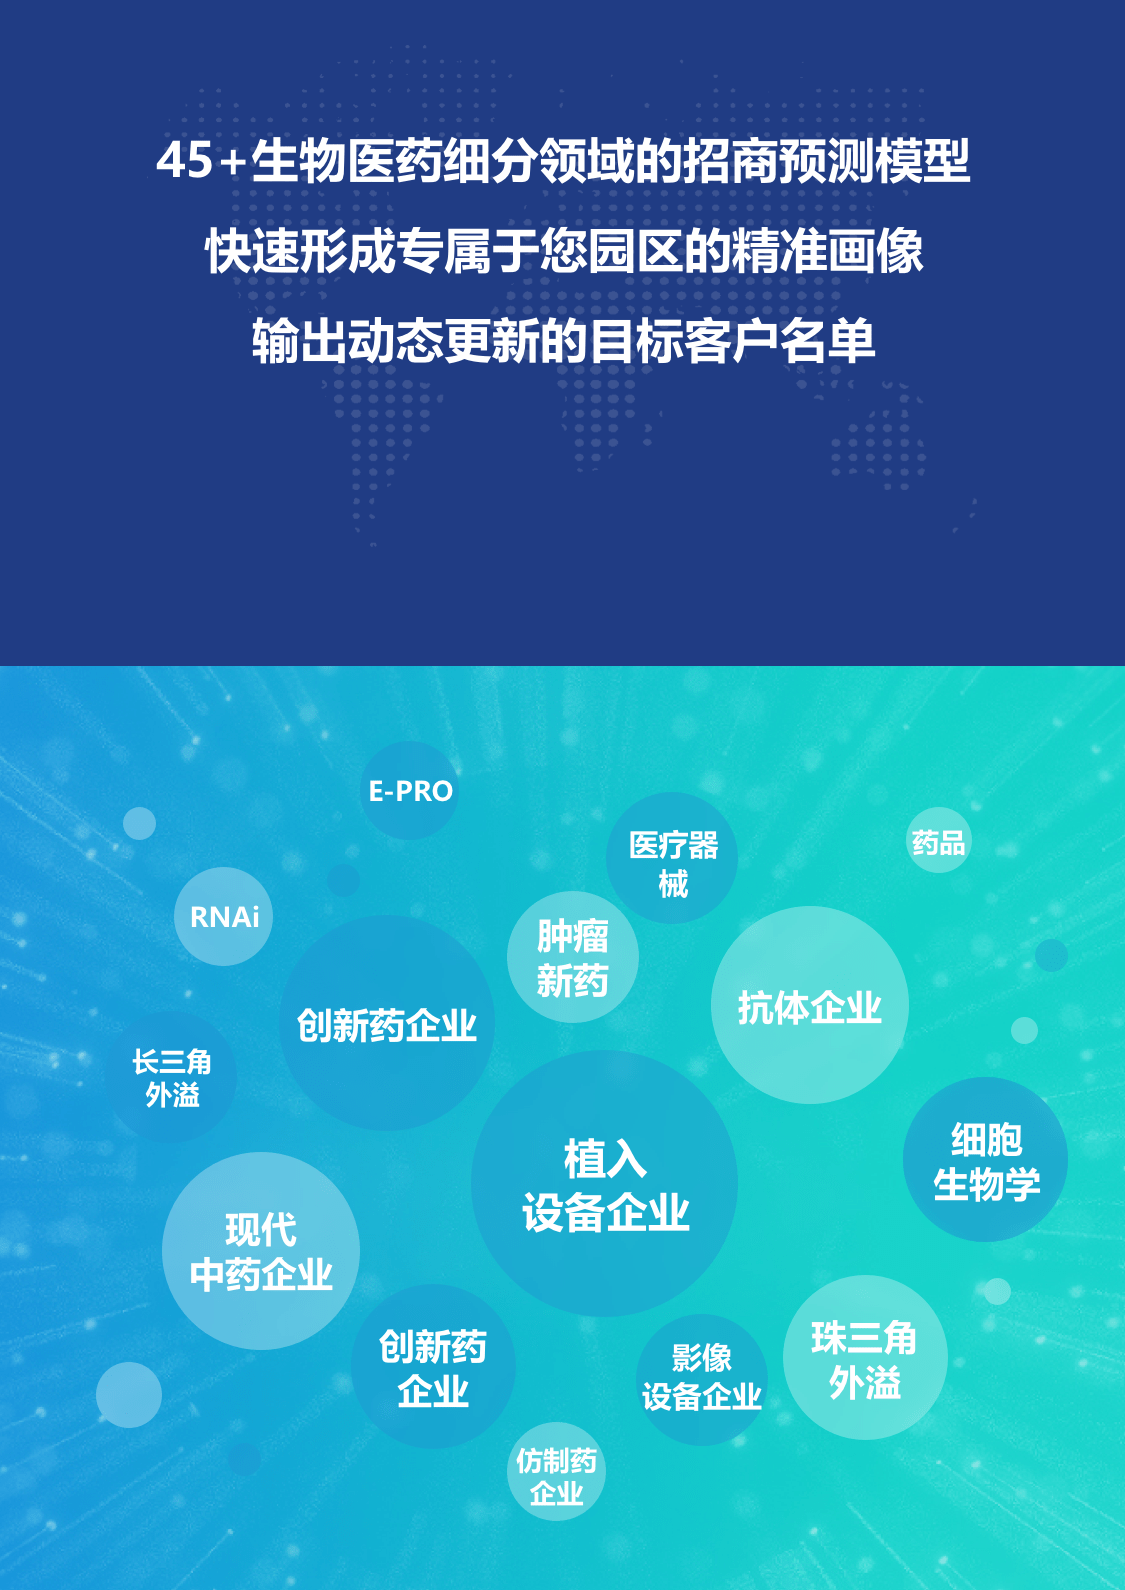 45+生物医药细分领域的招商预测模型
快速形成专属于您园区的精准画像
输出动态更新的目标客户名单
E-PRO
医疗器
械
药品
RNAi
肿瘤
新药
创新药企业
抗体企业
长三角
外溢
细胞
生物学
植入
设备企业
现代
中药企业
创新药
企业
影像
设备企业
珠三角
外溢
仿制药
企业